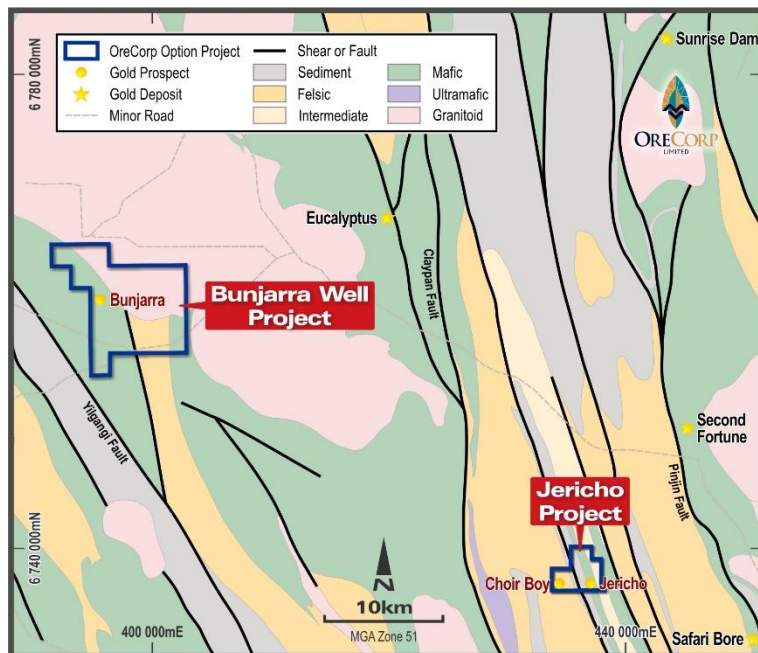 OreCorp Option Project
Gold Prospect
Gold Deposit
Minor Road
Shear or Fault
Sediment
Felsic
Intermediate
Mafic
Ultramafic
Granitoid
Sunrise Dam
ORECORP
LIMITED
6 780 000mN
Eucalyptus
Claypan Fault
Bunjarra
Bunjarra Well
Project
Yilgangi Fault
Second
Fortune
Pinjin Fault
Jericho
Project
6 740 000mN
Choir Boy
Jericho
N
10km
MGA Zone 51
400 000mE
440 000mE
Safari Bore